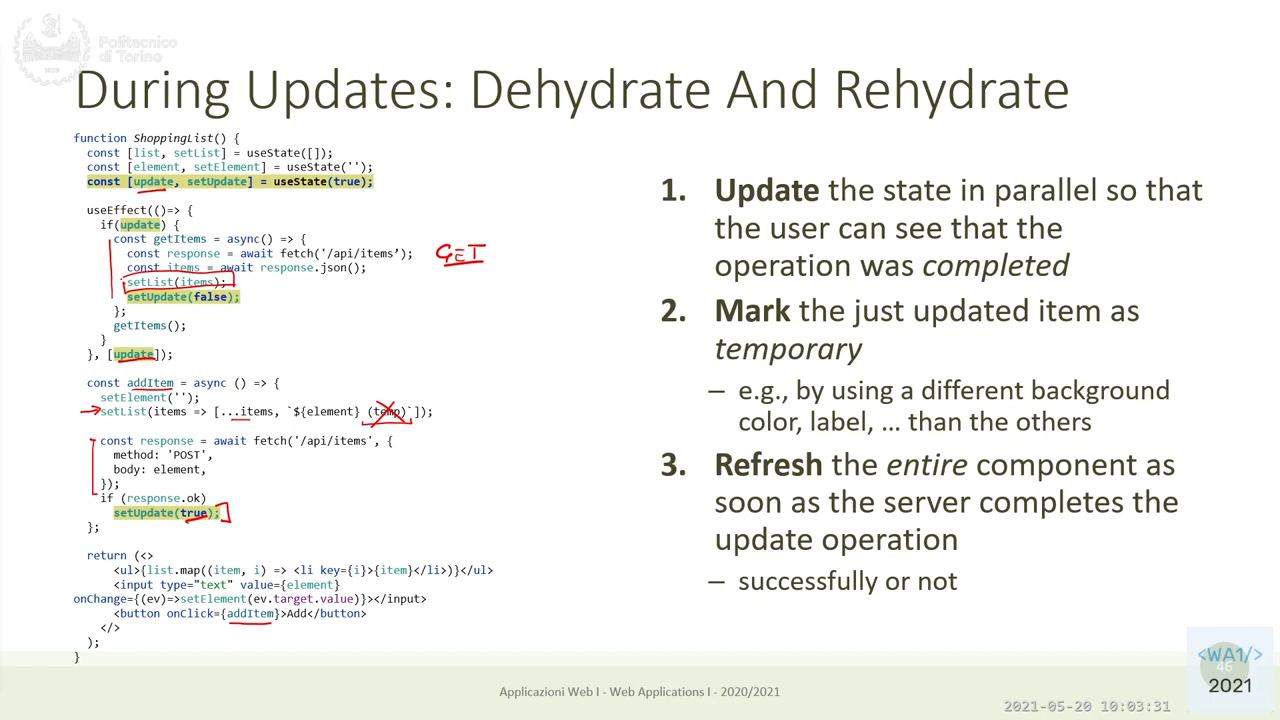 Politecnico
di Torino
During Updates: Dehydrate And Rehydrate
function ShoppingList() {
const [list, setList] = useState([]);
const [element, setElement] = useState('');
const [update, setUpdate] = useState(true);
useEffect(()=> {
if(update) {
const getItems = async() => {
const response = await fetch('/api/items’);
const items = await response.json();
setList(items);
setUpdate(false);
};
getItems();
}
}, [update]);
const addItem = async () => {
setElement('');
setList(items => [...items, `${element} (temp)`]);
const response = await fetch('/api/items', {
method: 'POST',
body: element,
});
if (response.ok)
setUpdate(true);
};
return (<>
<ul>{list.map((item, i) => <li key={i}>{item}</li>)}</ul>
<input type="text" value={element}
onChange={(ev)=>setElement(ev.target.value)}></input>
<button onClick={addItem}>Add</button>
</>
);
}
GET
1. Update the state in parallel so that
the user can see that the
operation was completed
2. Mark the just updated item as
temporary
– e.g., by using a different background
color, label, … than the others
3. Refresh the entire component as
soon as the server completes the
update operation
– successfully or not
Applicazioni Web I - Web Applications I - 2020/2021
<WA1/>
46
2021
2021-05-20 10:03:31